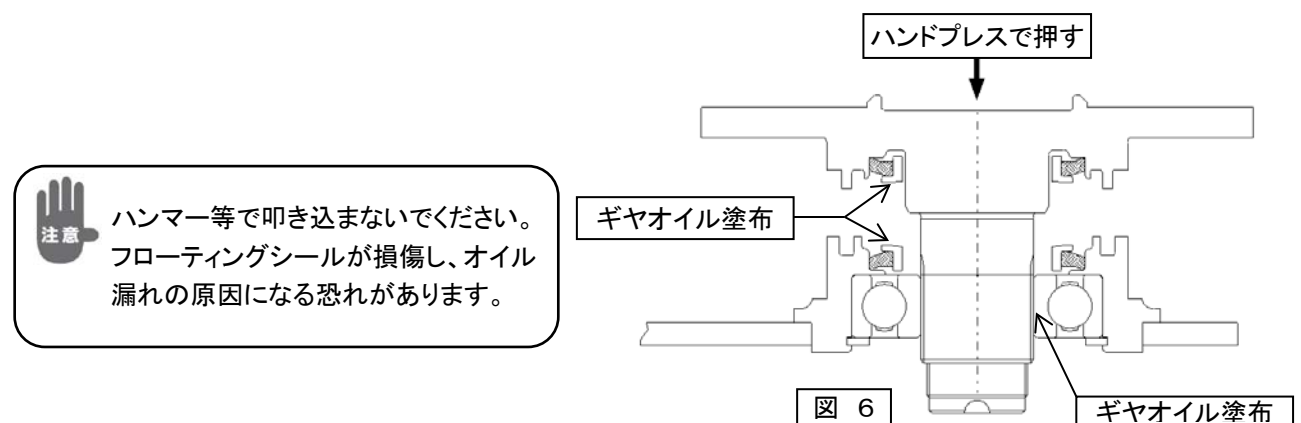 ハンドプレスで押す
注意
ハンマー等で叩き込まないでください。
フローティングシールが損傷し、オイル
漏れの原因になる恐れがあります。
ギヤオイル塗布
図 6
ギヤオイル塗布